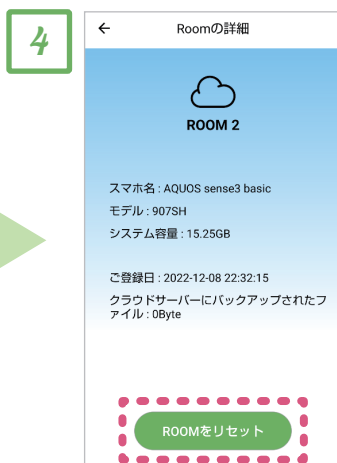 4
Roomの詳細
ROOM 2
スマホ名 : AQUOS sense3 basic
モデル : 907SH
システム容量 : 15.25GB
ご登録日 : 2022-12-08 22:32:15
クラウドサーバーにバックアップされたフ
ァイル : 0Byte
ROOMをリセット